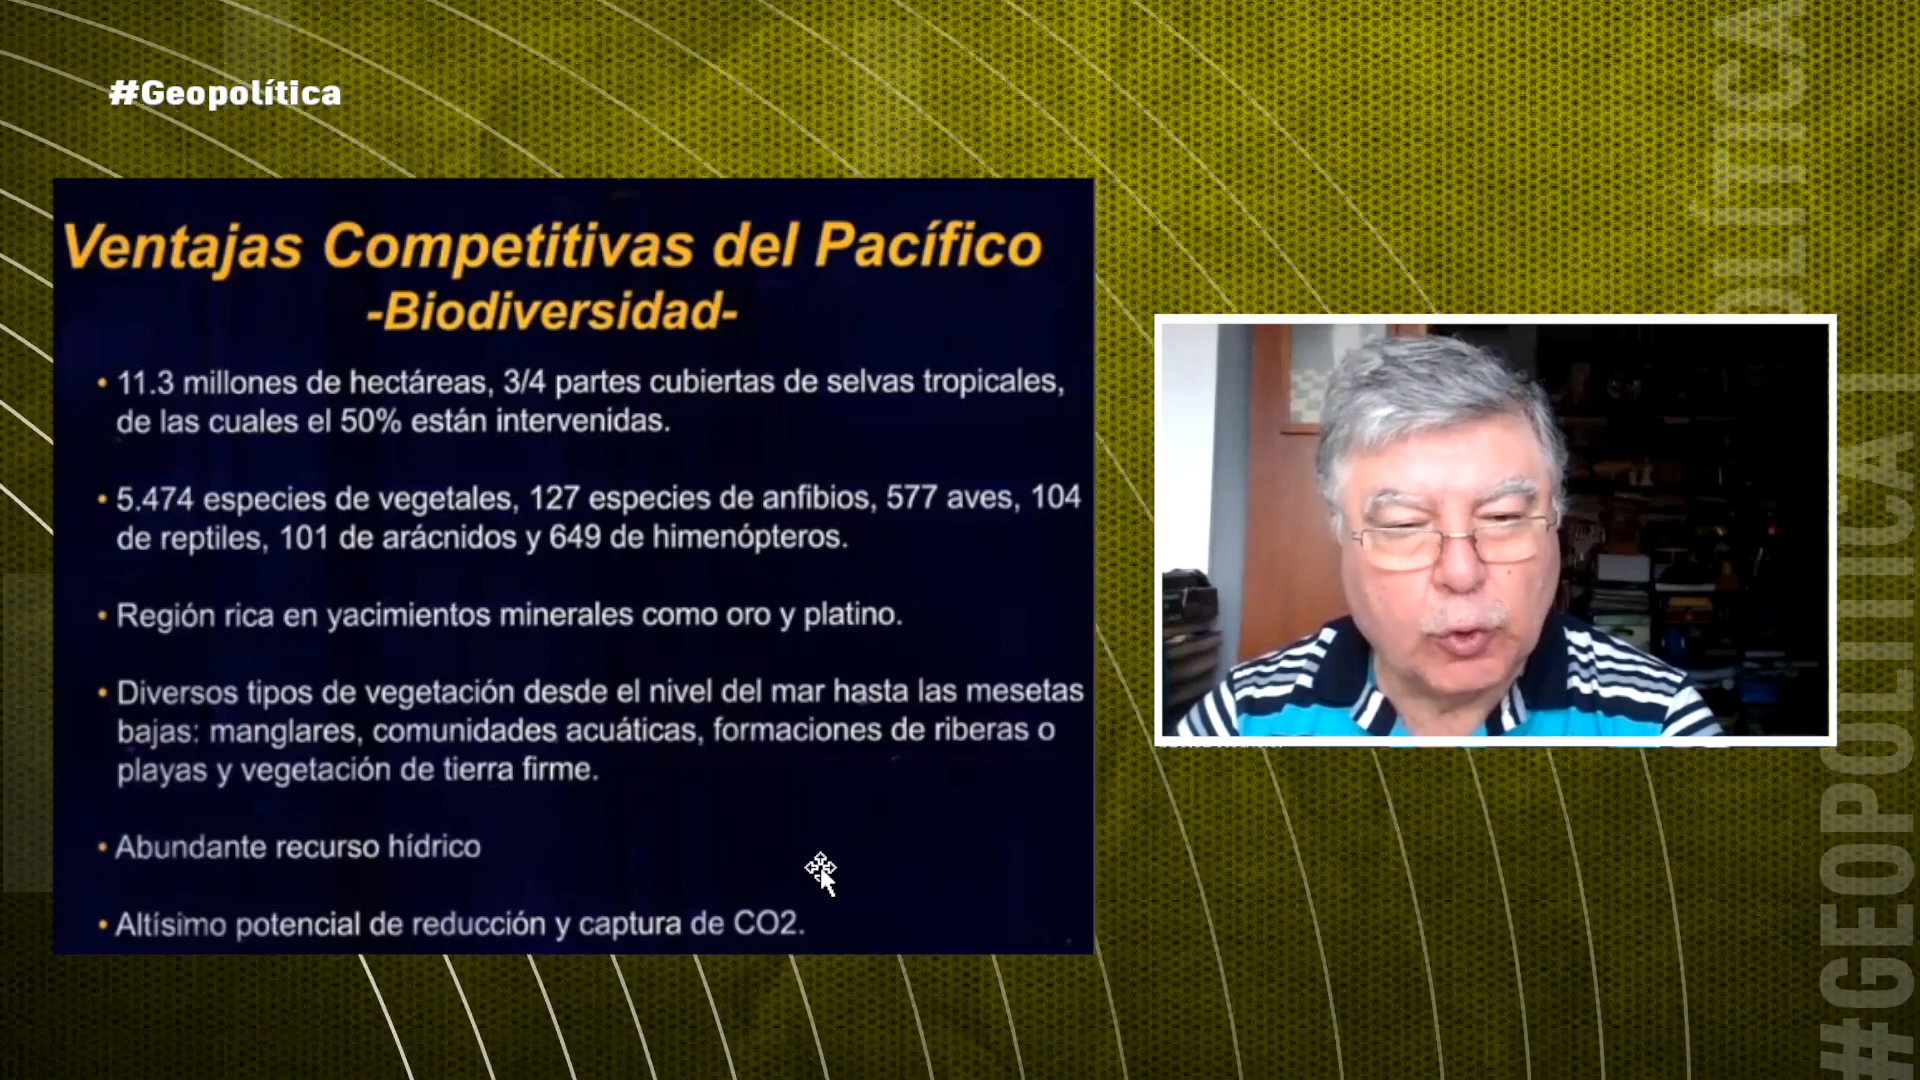 #Geopolítica
Ventajas Competitivas del Pacífico
-Biodiversidad-
• 11.3 millones de hectáreas, 3/4 partes cubiertas de selvas tropicales,
de las cuales el 50% están intervenidas.
• 5.474 especies de vegetales, 127 especies de anfibios, 577 aves, 104
de reptiles, 101 de arácnidos y 649 de himenópteros.
• Región rica en yacimientos minerales como oro y platino.
• Diversos tipos de vegetación desde el nivel del mar hasta las mesetas
bajas: manglares, comunidades acuáticas, formaciones de riberas o
playas y vegetación de tierra firme.
• Abundante recurso hídrico
• Altísimo potencial de reducción y captura de CO2.
OLÍTICA
#GEOPOLÍTICA |